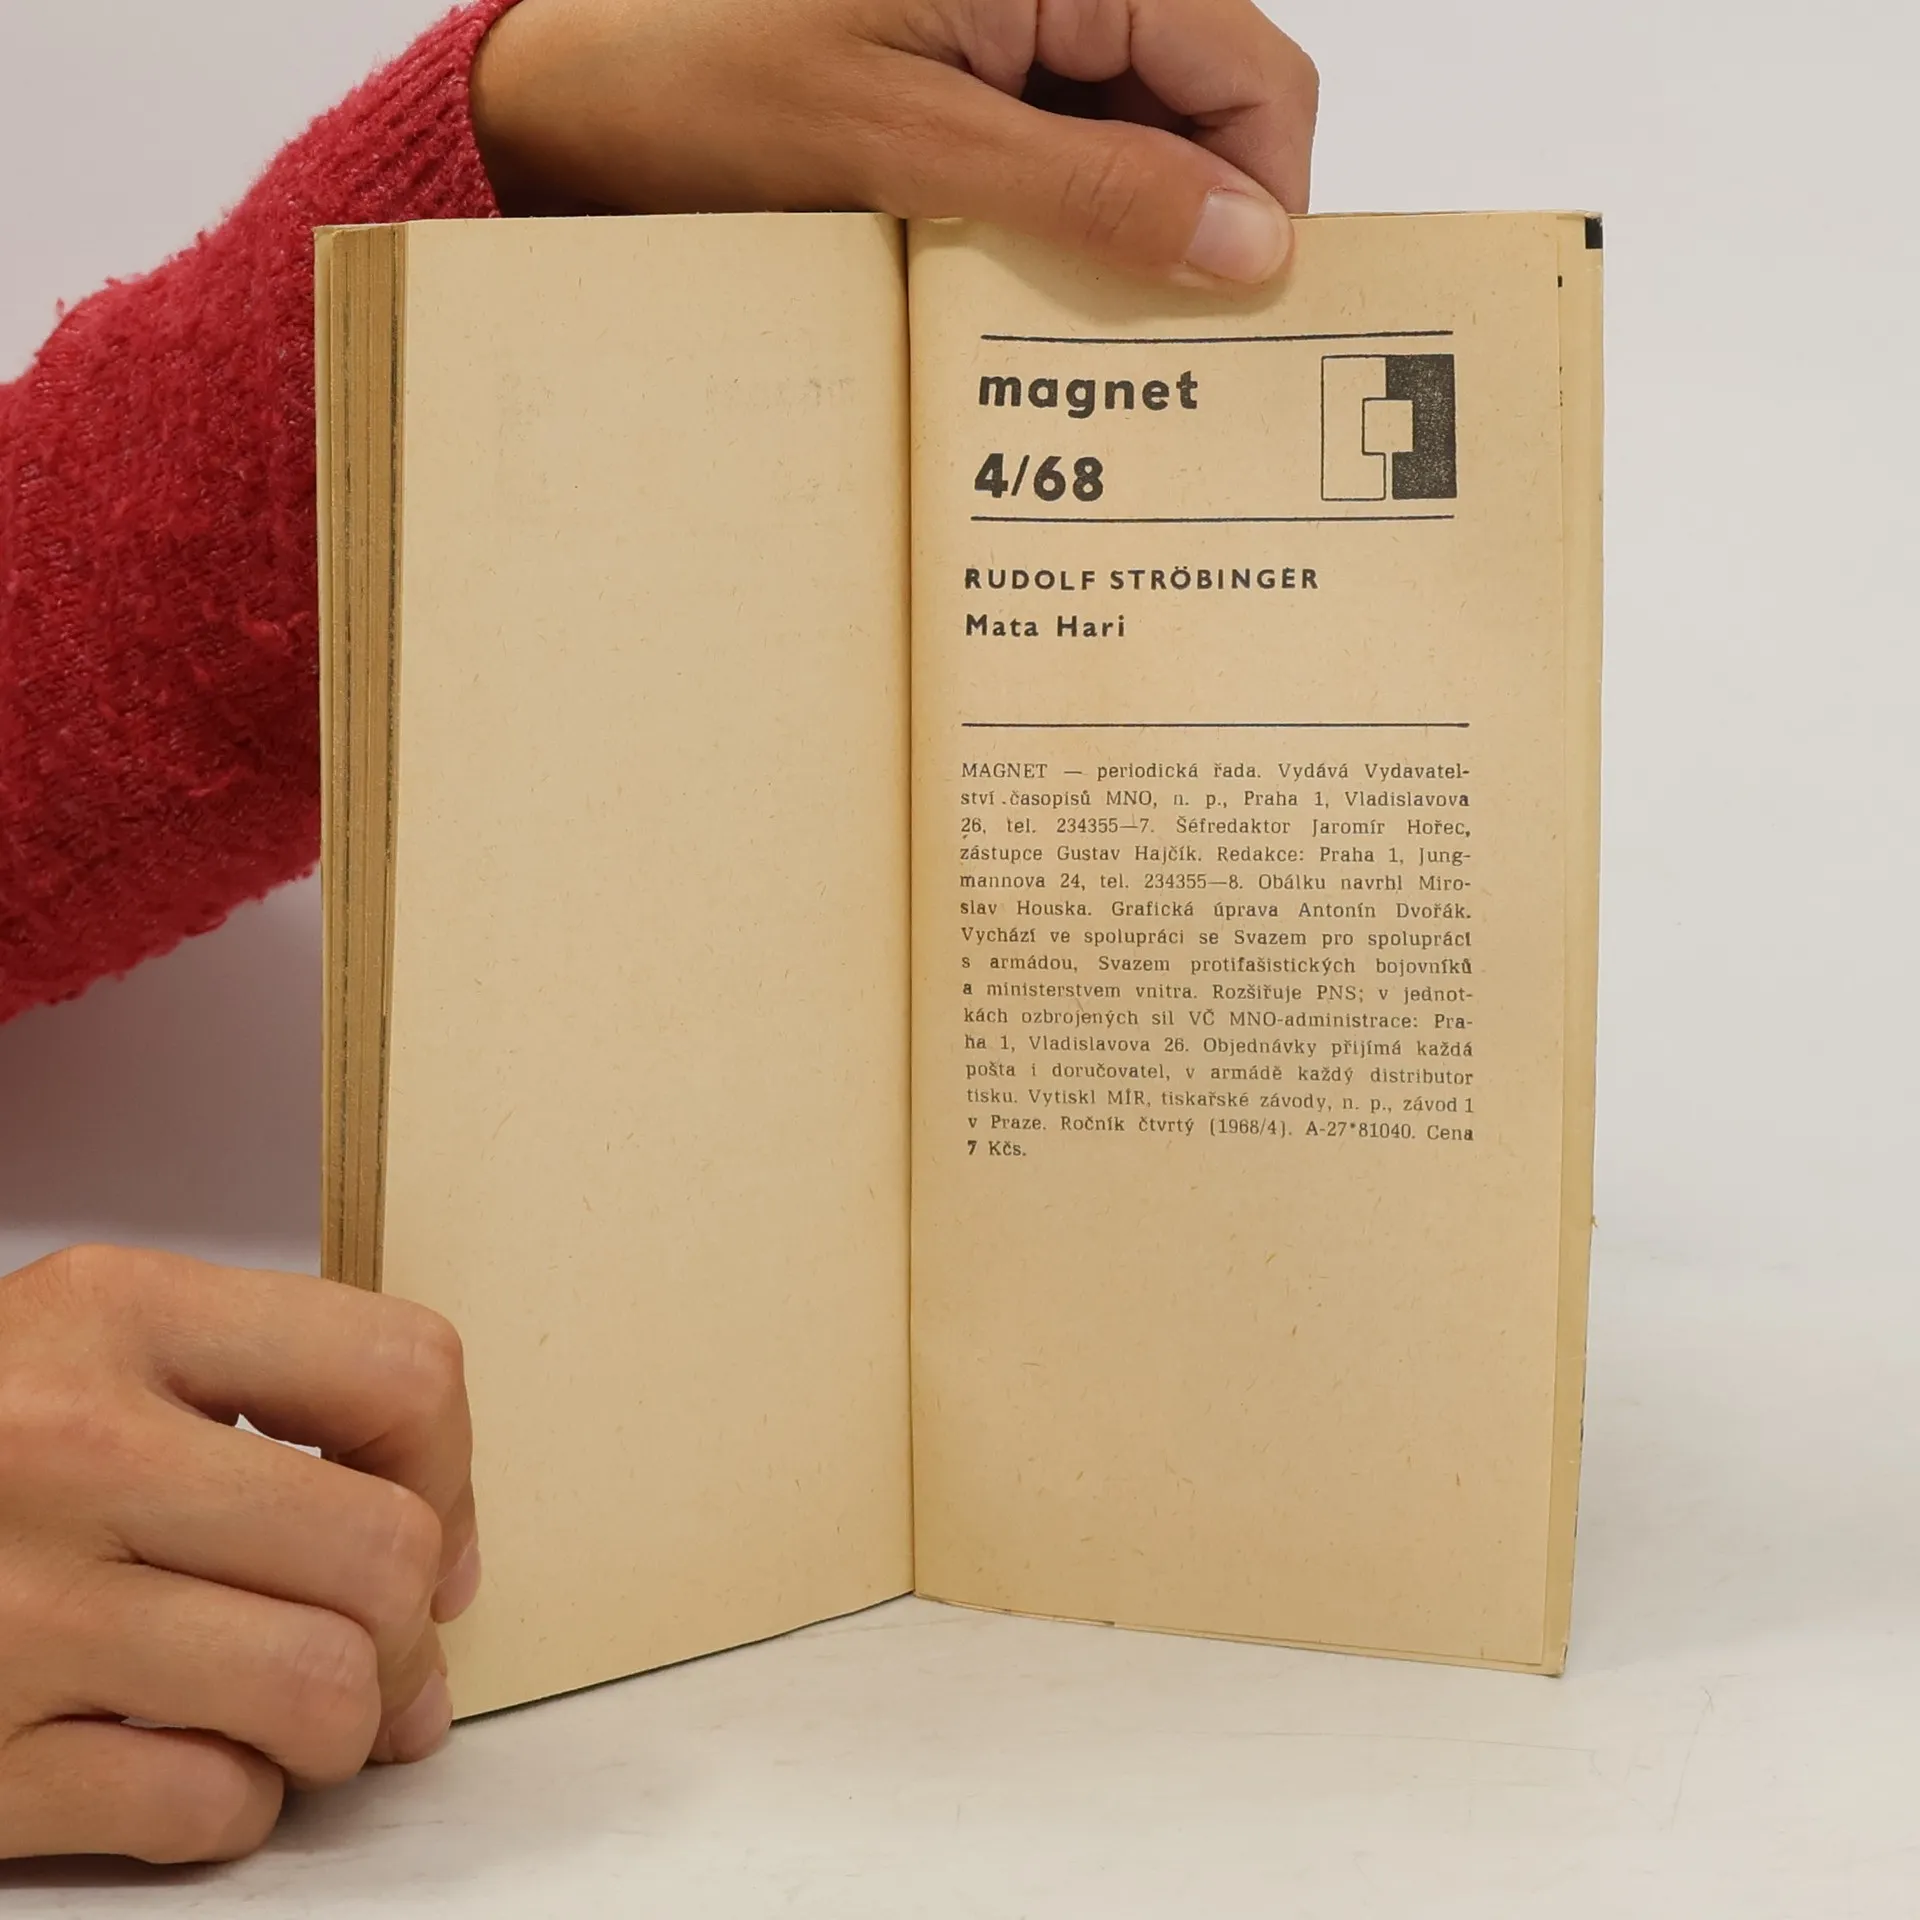 magnet
4/68
RUDOLF STRÖBINGER
Mata Hari
MAGNET — periodická řada. Vydává Vydavatel-
ství časopisů MNO, n. p., Praha 1, Vladislavova
26, tel. 234355—7. Šéfredaktor Jaromír Hořec,
zástupce Gustav Hajčík. Redakce: Praha 1, Jung-
mannova 24, tel. 234355—8. Obálku navrhl Miro-
slav Houska. Grafická úprava Antonín Dvořák.
Vychází ve spolupráci se Svazem pro spolupráci
s armádou, Svazem protifašistických bojovníků
a ministerstvem vnitra. Rozšiřuje PNS; v jednot-
kách ozbrojených sil VČ MNO-administrace: Pra-
ha 1, Vladislavova 26. Objednávky přijímá každá
pošta i doručovatel, v armádě každý distributor
tisku. Vytiskl MÍR, tiskařské závody, n. p., závod 1
v Praze. Ročník čtvrtý (1968/4). A-27*81040. Cena
7 Kčs.